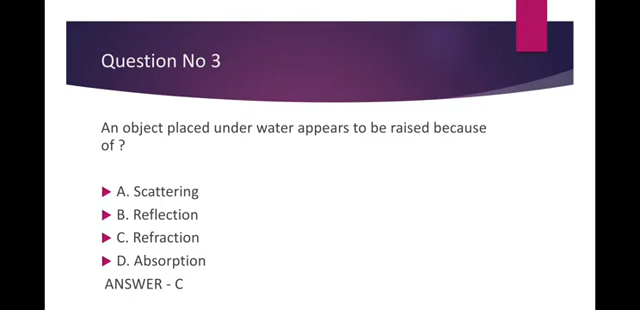 Question No 3
An object placed under water appears to be raised because
of ?
A. Scattering
B. Reflection
C. Refraction
D. Absorption
ANSWER - C